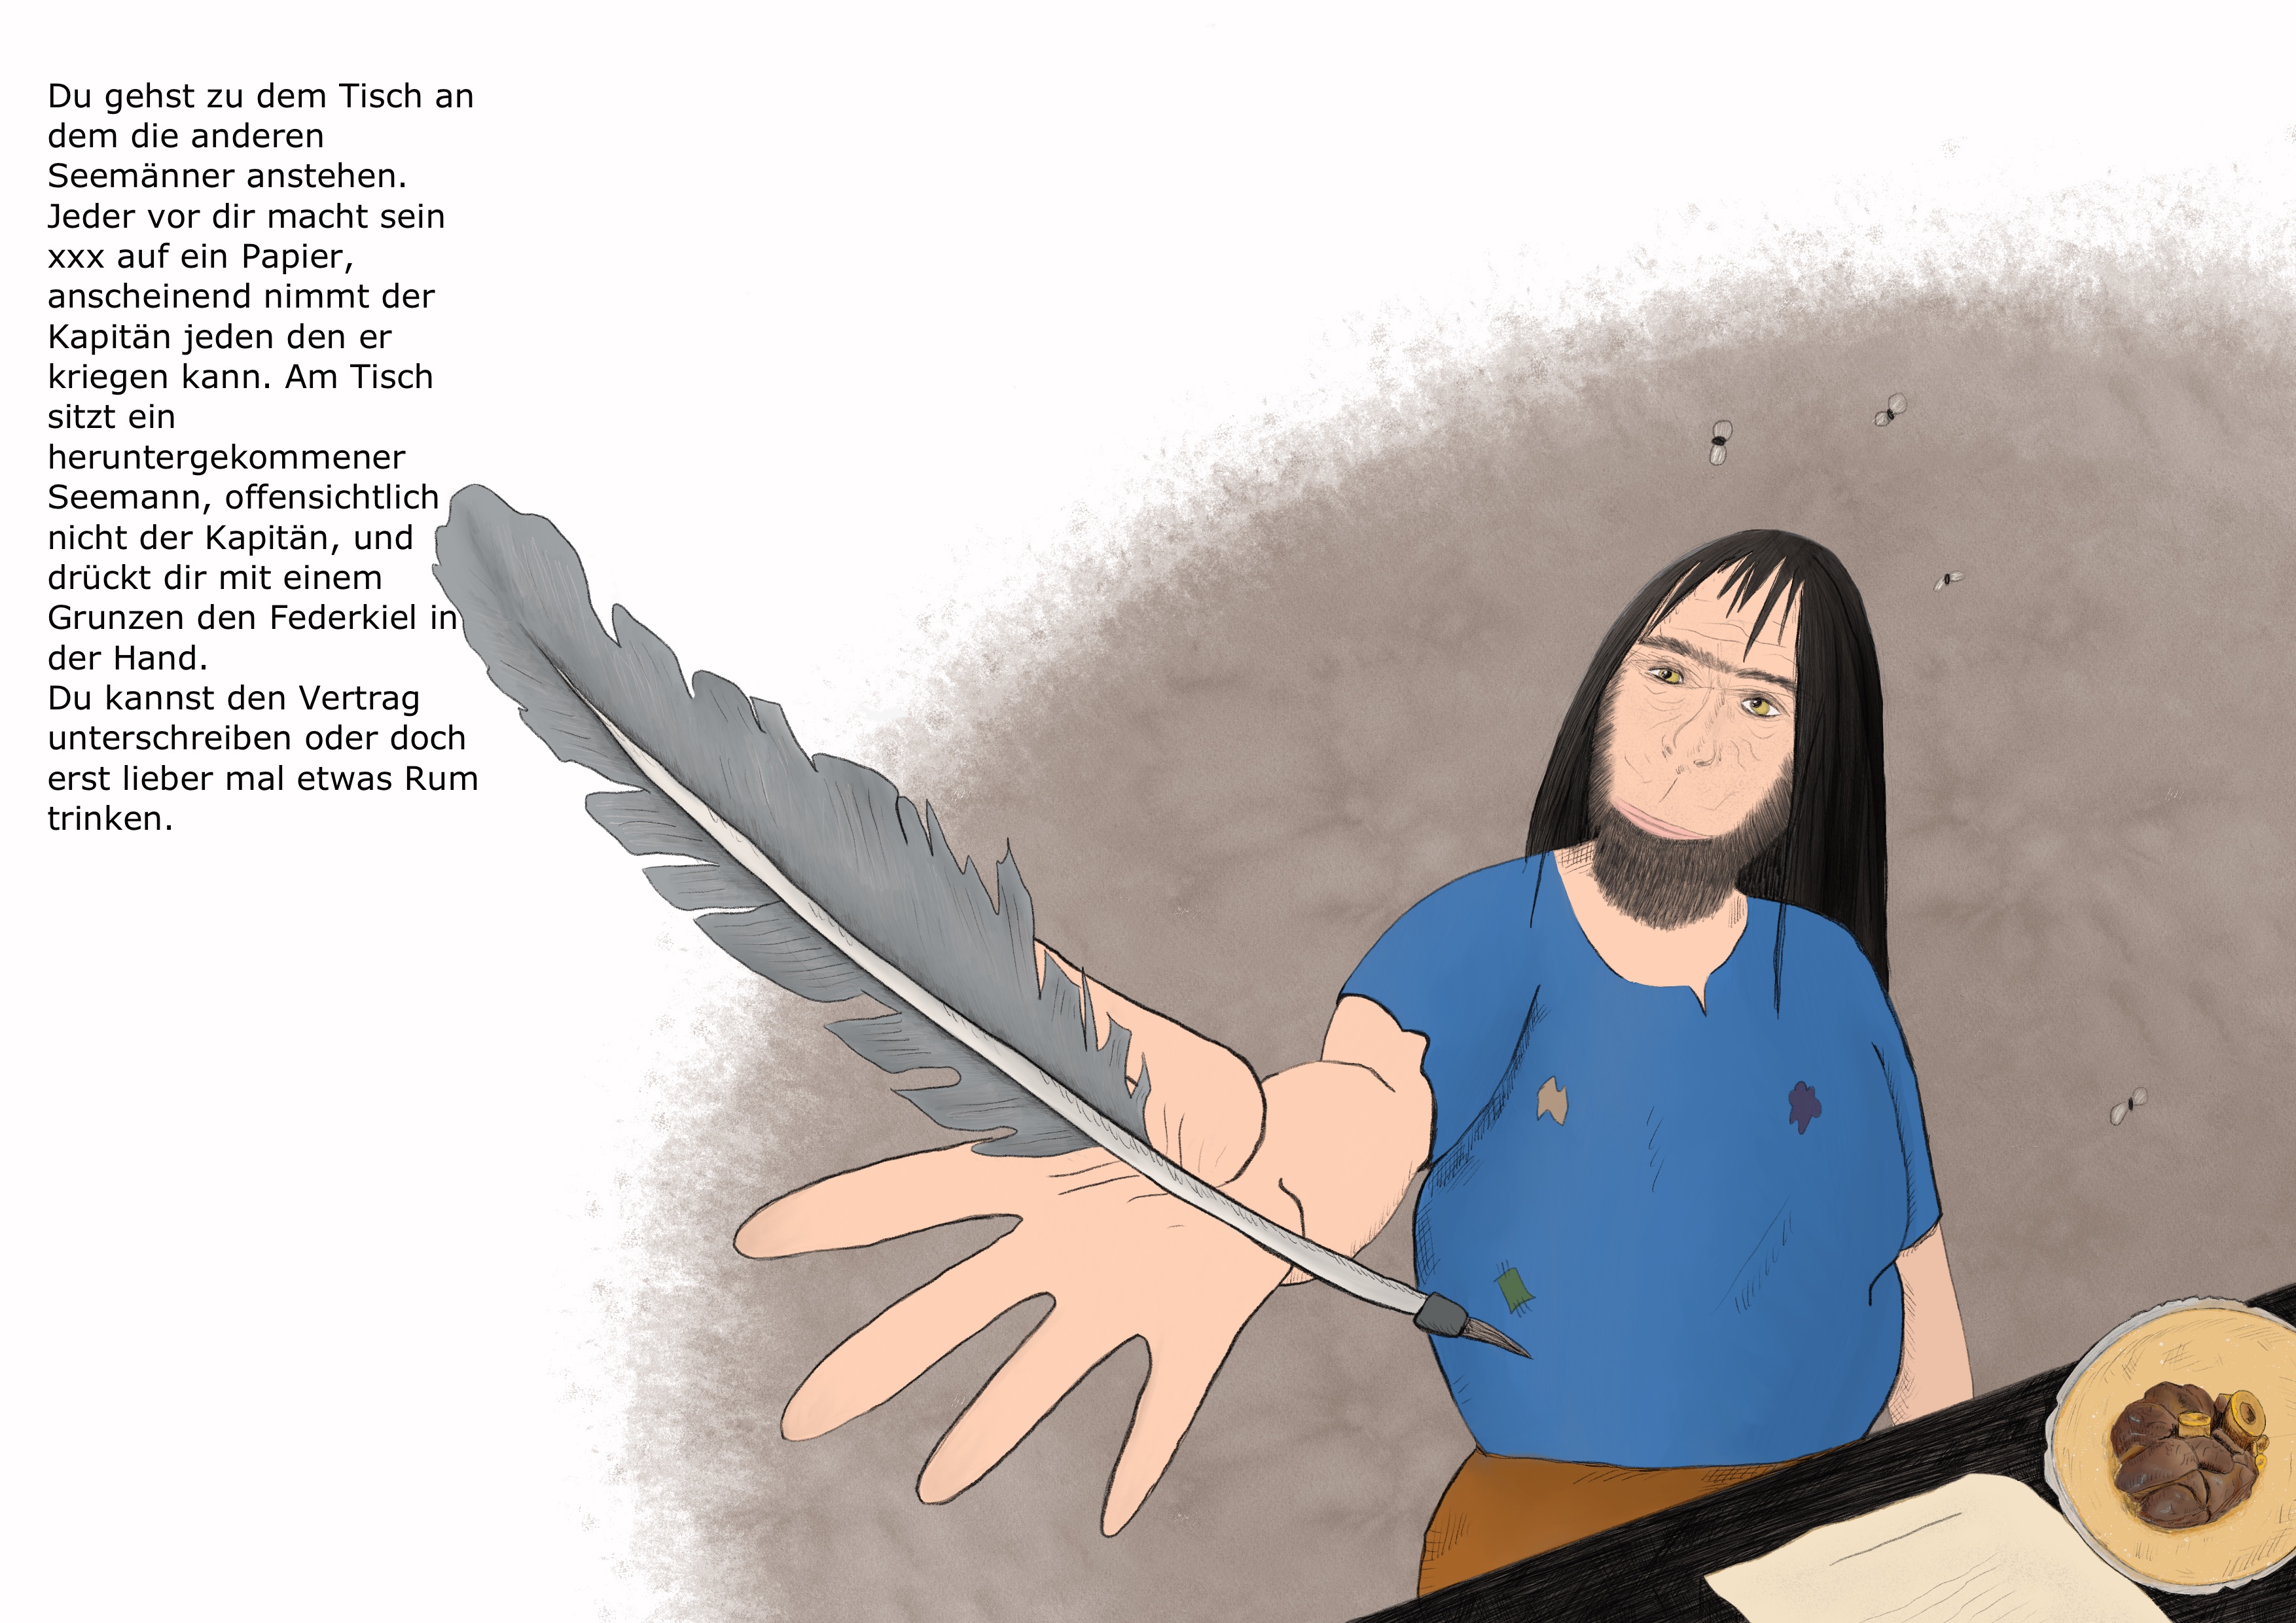 Du gehst zu dem Tisch an
dem die anderen
Seemänner anstehen.
Jeder vor dir macht sein
xxx auf ein Papier,
anscheinend nimmt der
Kapitän jeden den er
kriegen kann. Am Tisch
sitzt ein
heruntergekommener
Seemann, offensichtlich
nicht der Kapitän, und
drückt dir mit einem
Grunzen den Federkiel in
der Hand.
Du kannst den Vertrag
unterschreiben oder doch
erst lieber mal etwas Rum
trinken.